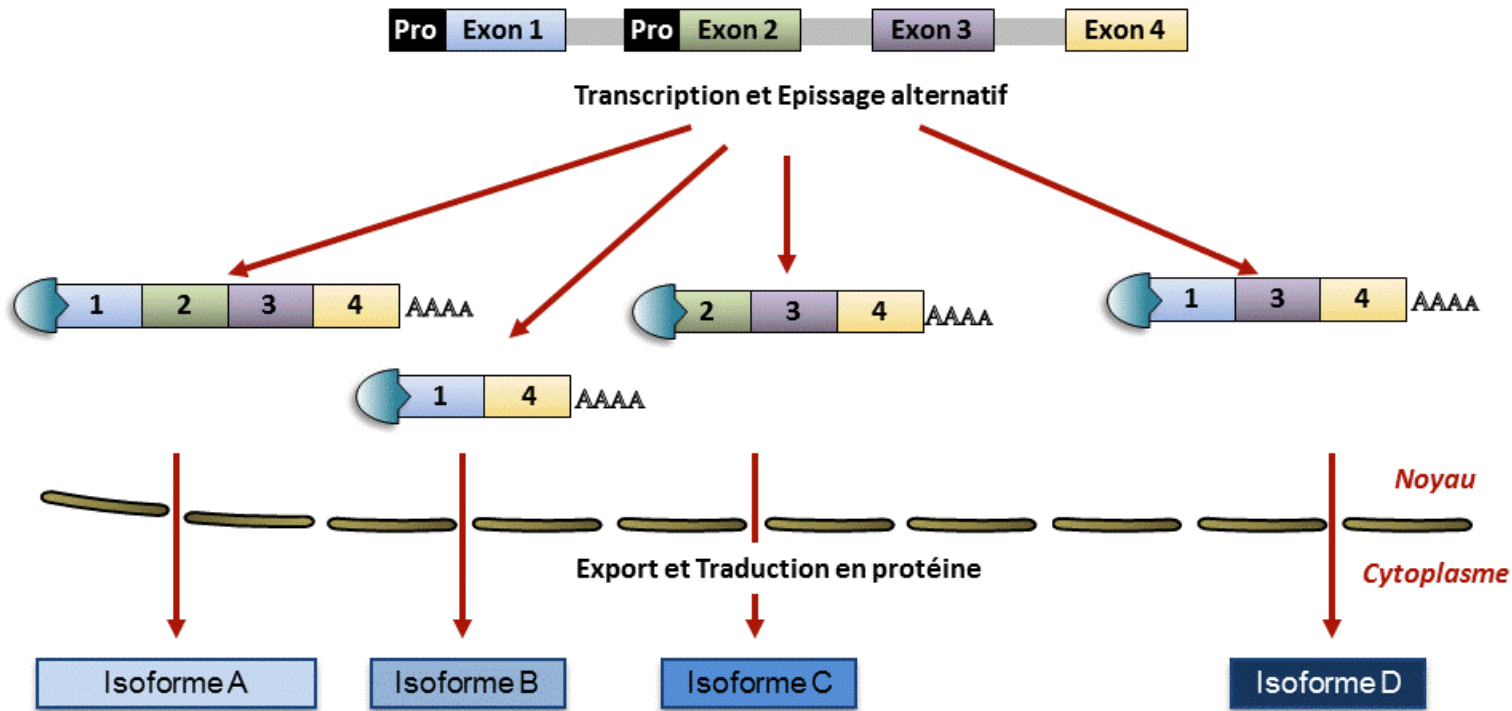 Pro Exon 1 Pro Exon 2 Exon 3 Exon 4
Transcription et Epissage alternatif
1 2 3 4 AAAA
2 3 4 AAAA
1 3 4 AAAA
1 4 AAAA
Noyau
Export et Traduction en protéine
Cytoplasme
Isoforme A Isoforme B Isoforme C Isoforme D